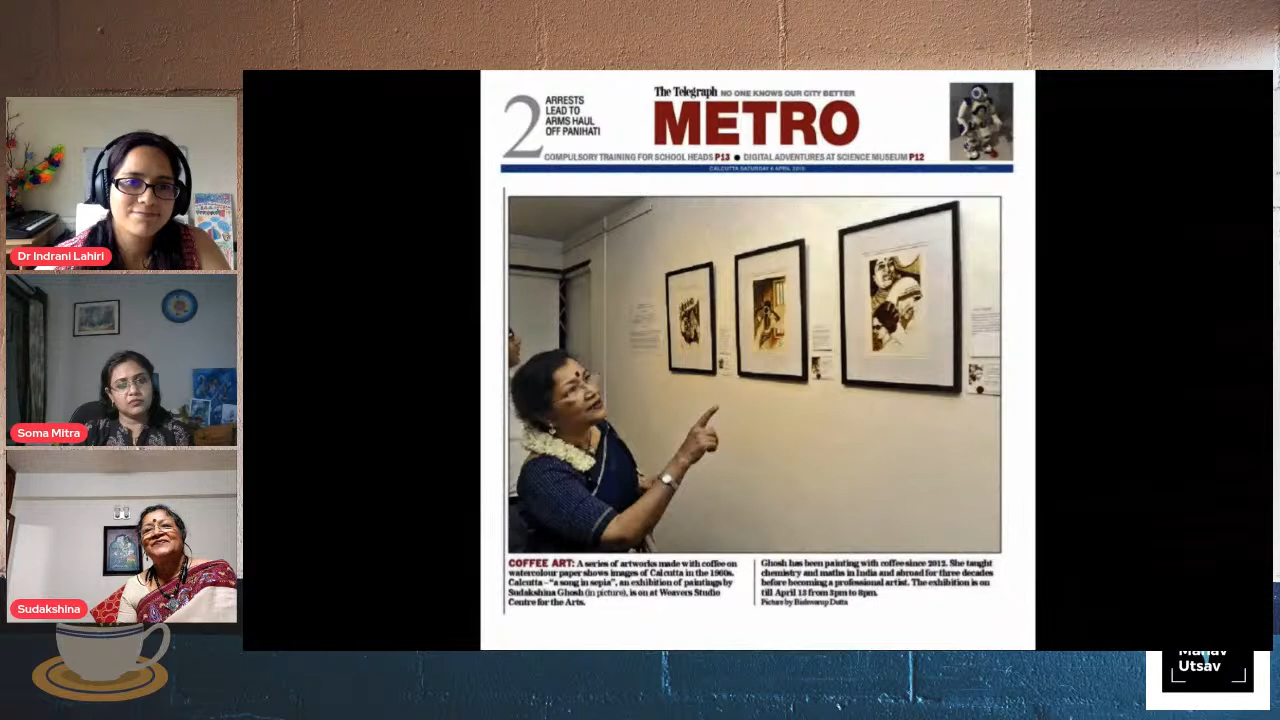 Dr Indrani Lahiri
Soma Mitra
Sudakshina
2
ARRESTS
LEAD TO
ARMS HAUL
OFF PANIHATI
The Telegraph NO ONE KNOWS OUR CITY BETTER
METRO
COMPULSORY TRAINING FOR SCHOOL HEADS P13 ● DIGITAL ADVENTURES AT SCIENCE MUSEUM P12
CALCUTTA SATURDAY 6 APRIL
COFFEE ART: A series of artworks made with coffee on
watercolour paper shows images of Calcutta in the 1960s.
Calcutta – "a song in sepia", an exhibition of paintings by
Sudakshina Ghosh (in picture), is on at Weavers Studio
Centre for the Arts.
Ghosh has been painting with coffee since 2012. She taught
chemistry and maths in India and abroad for three decades
before becoming a professional artist. The exhibition is on
till April 13 from 3pm to 8pm.
Picture by Bishwarup Dutta
Manav
Utsav